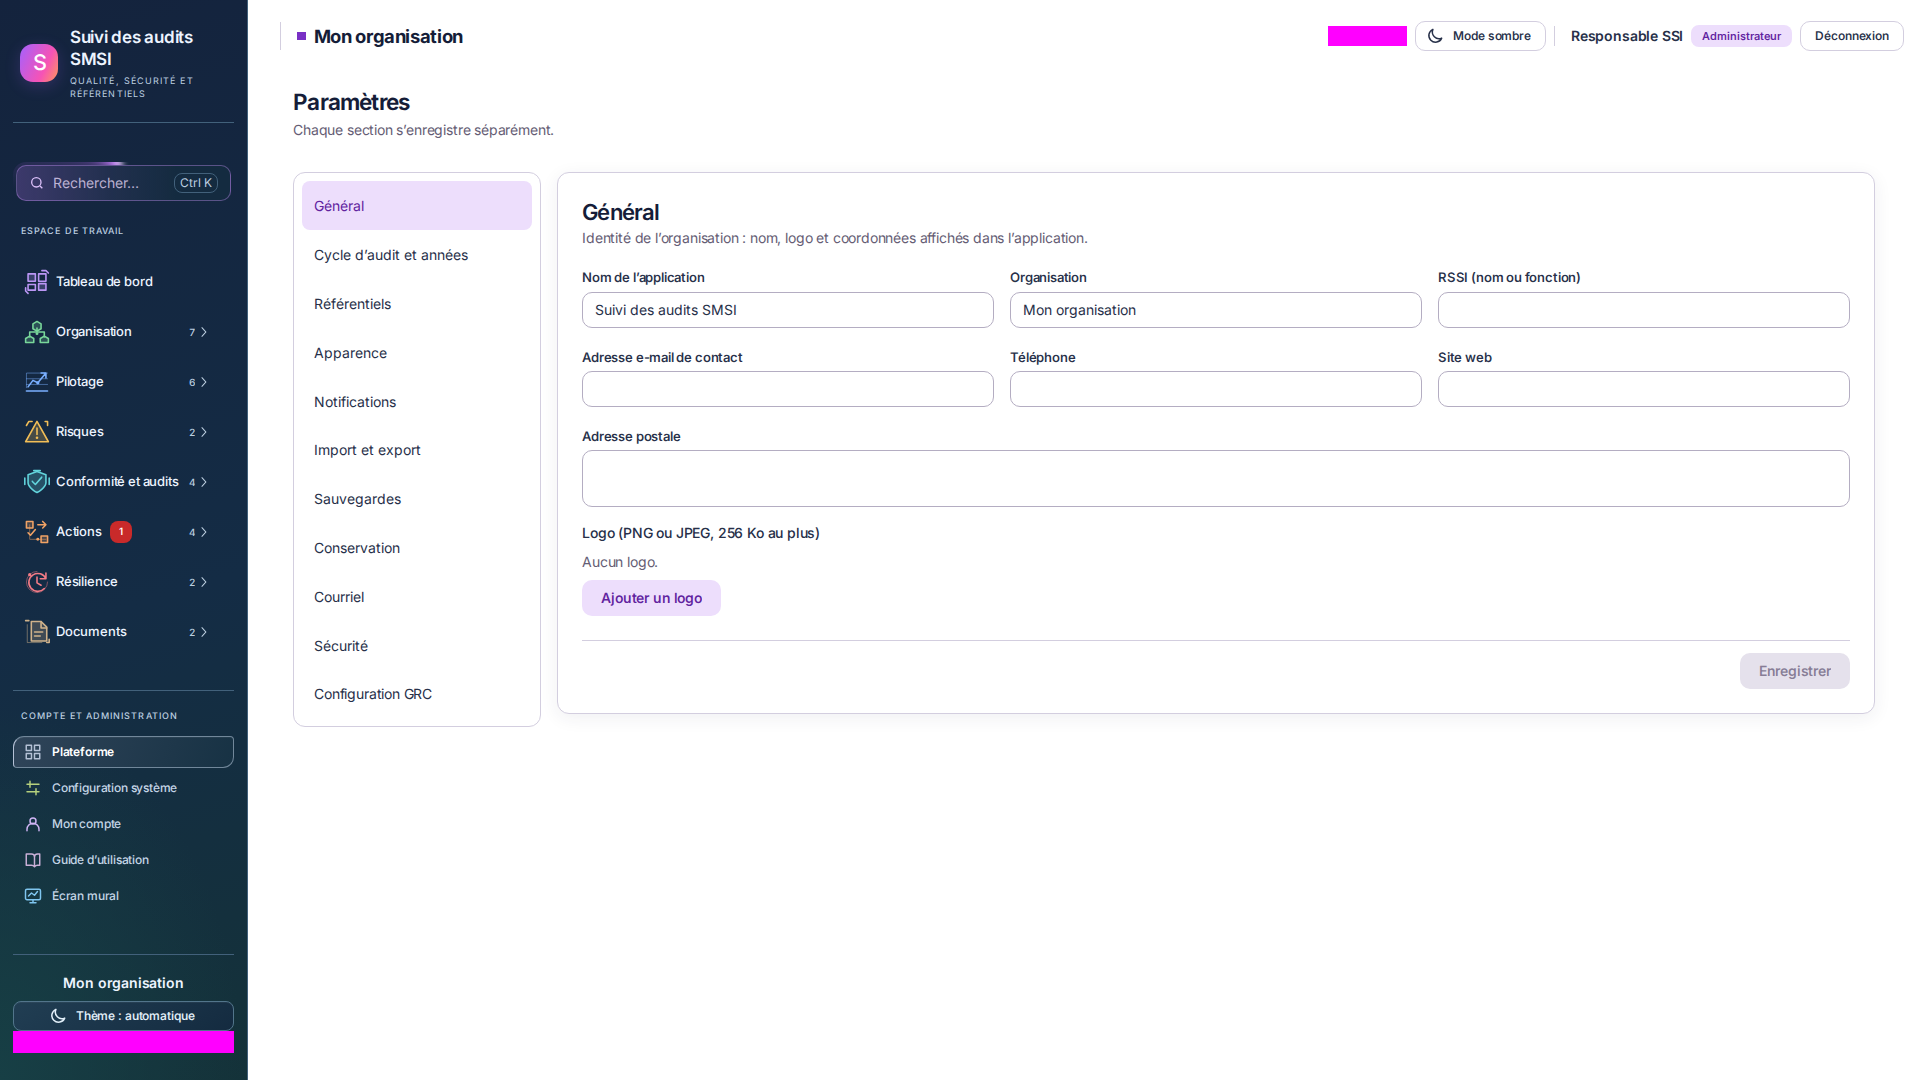 S
Suivi des audits
SMSI
QUALITÉ, SÉCURITÉ ET
RÉFÉRENTIELS
Rechercher...
Ctrl K
ESPACE DE TRAVAIL
Tableau de bord
Organisation 7
Pilotage 6
Risques 2
Conformité et audits 4
Actions 1 4
Résilience 2
Documents 2
COMPTE ET ADMINISTRATION
Plateforme
Configuration système
Mon compte
Guide d’utilisation
Écran mural
Mon organisation
Thème : automatique
Mon organisation
Mode sombre
Responsable SSI
Administrateur
Déconnexion
Paramètres
Chaque section s’enregistre séparément.
Général
Cycle d’audit et années
Référentiels
Apparence
Notifications
Import et export
Sauvegardes
Conservation
Courriel
Sécurité
Configuration GRC
Général
Identité de l’organisation : nom, logo et coordonnées affichés dans l’application.
Nom de l’application
Suivi des audits SMSI
Organisation
Mon organisation
RSSI (nom ou fonction)
Adresse e-mail de contact
Téléphone
Site web
Adresse postale
Logo (PNG ou JPEG, 256 Ko au plus)
Aucun logo.
Ajouter un logo
Enregistrer